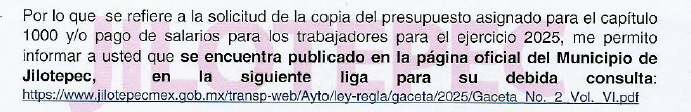 Por lo que se refiere a la solicitud de la copia del presupuesto asignado para el capítulo
1000 y/o pago de salarios para los trabajadores para el ejercicio 2025, me permito
informar a usted que se encuentra publicado en la página oficial del Municipio de
Jilotepec, en la siguiente liga para su debida consulta:
https://www.jilotepecmex.gob.mx/transp-web/Ayto/ley-regla/gaceta/2025/Gaceta_No._2_Vol._VI.pdf
JILOTEPEC